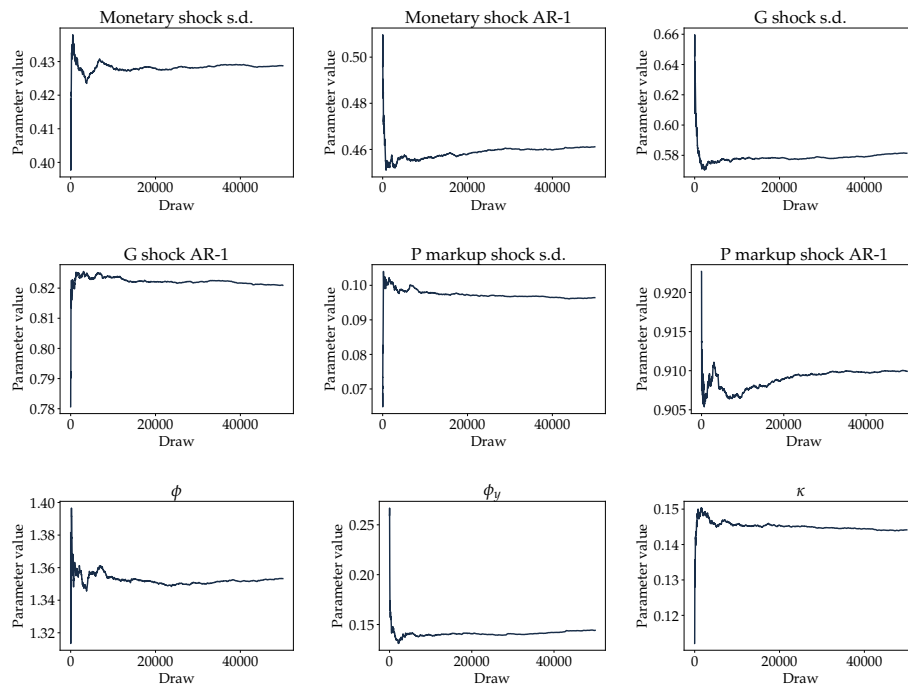 Monetary shock s.d.
Parameter value
0.43
0.42
0.41
0.40
0
20000
40000
Draw
Monetary shock AR-1
Parameter value
0.50
0.48
0.46
0
20000
40000
Draw
G shock s.d.
Parameter value
0.66
0.64
0.62
0.60
0.58
0
20000
40000
Draw
G shock AR-1
Parameter value
0.82
0.81
0.80
0.79
0.78
0
20000
40000
Draw
P markup shock s.d.
Parameter value
0.10
0.09
0.08
0.07
0
20000
40000
Draw
P markup shock AR-1
Parameter value
0.920
0.915
0.910
0.905
0
20000
40000
Draw
ϕ
Parameter value
1.40
1.38
1.36
1.34
1.32
0
20000
40000
Draw
ϕ_y
Parameter value
0.25
0.20
0.15
0
20000
40000
Draw
κ
Parameter value
0.15
0.14
0.13
0.12
0
20000
40000
Draw